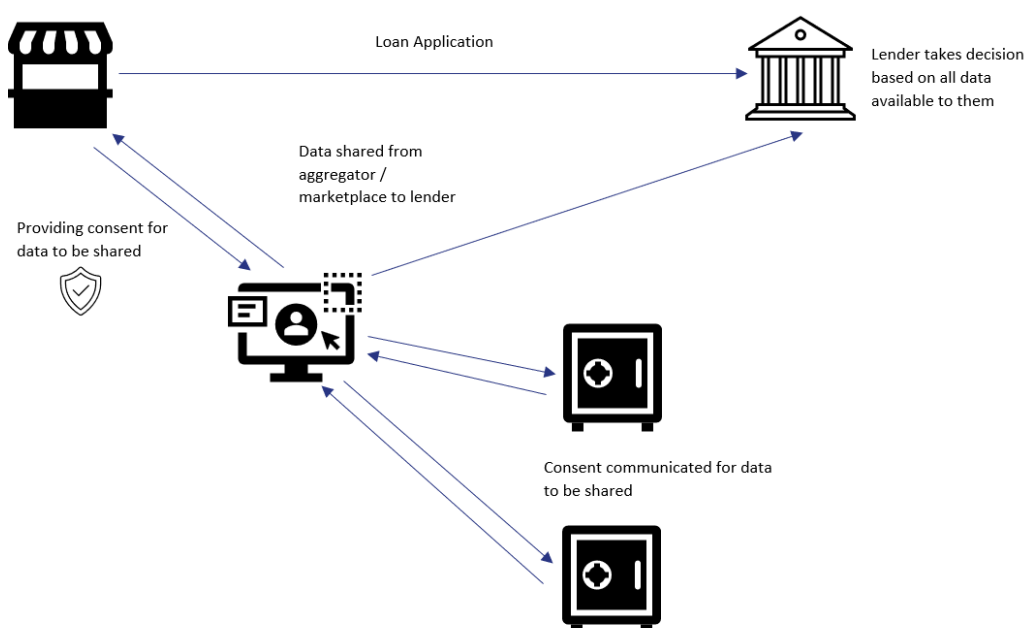 Loan Application
Lender takes decision
based on all data
available to them
Data shared from
aggregator /
marketplace to lender
Providing consent for
data to be shared
Consent communicated for data
to be shared